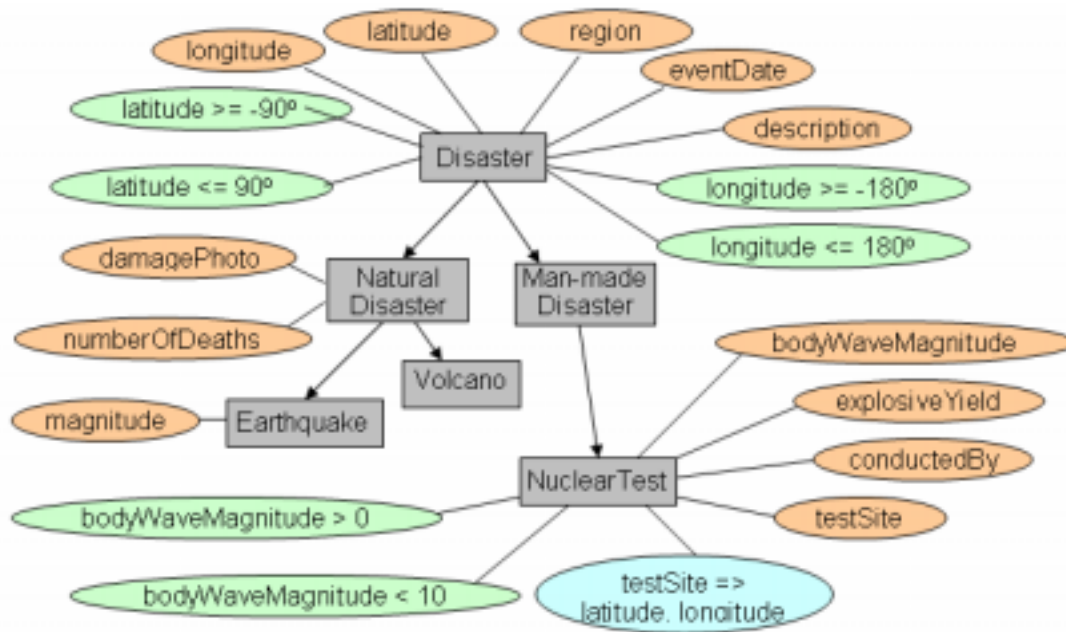 latitude
region
longitude
eventDate
latitude >= -90º
description
Disaster
latitude <= 90º
longitude >= -180º
longitude <= 180º
damagePhoto
Natural
Disaster
Man-made
Disaster
numberOfDeaths
bodyWaveMagnitude
Volcano
explosiveYield
magnitude
Earthquake
conductedBy
NuclearTest
bodyWaveMagnitude > 0
testSite
bodyWaveMagnitude < 10
testSite =>
latitude, longitude